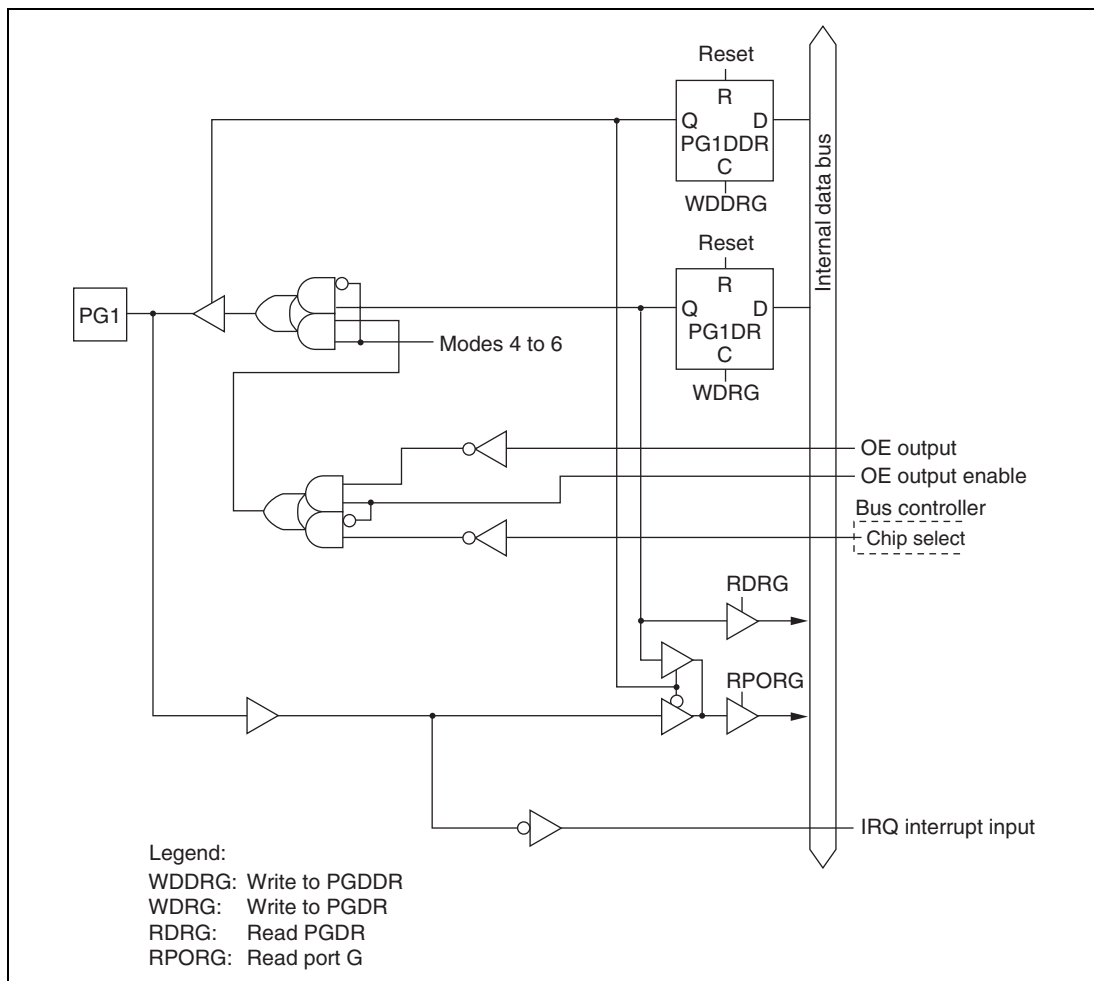 Reset
R
Q D
PG1DDR
C
WDDRG
Internal data bus
Reset
R
Q D
PG1DR
C
WDRG
PG1
Modes 4 to 6
OE output
OE output enable
Bus controller
Chip select
RDRG
RPORG
IRQ interrupt input
Legend:
WDDRG: Write to PGDDR
WDRG: Write to PGDR
RDRG: Read PGDR
RPORG: Read port G